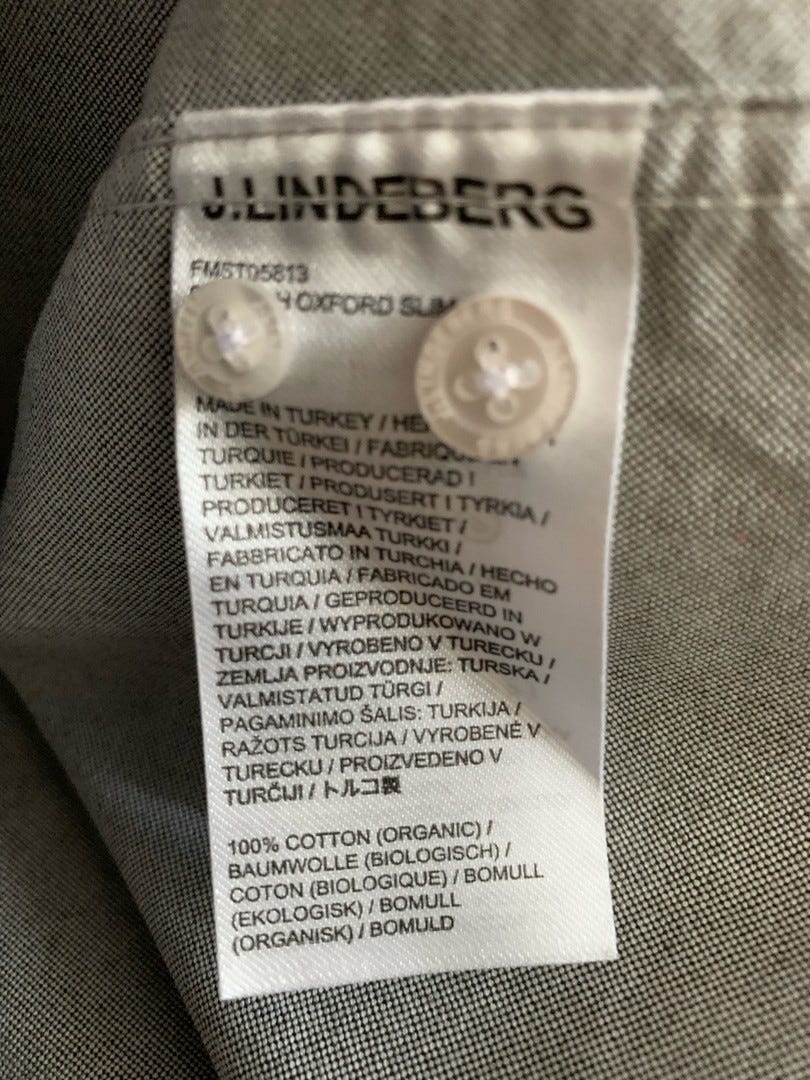 J.LINDEBERG
FMST05813
OXFORD SLIM
MADE IN TURKEY /
IN DER TÜRKEI /
TURQUIE / PRODUCERAD I
TURKIET / PRODUSERT I TYRKIA /
PRODUCERET I TYRKIET /
VALMISTUSMAA TURKKI /
FABBRICATO IN TURCHIA / HECHO
EN TURQUIA / FABRICADO EM
TURQUIA / GEPRODUCEERD IN
TURKIJE / WYPRODUKOWANO W
TURCJI / VYROBENO V TURECKU /
ZEMLJA PROIZVODNJE: TURSKA /
VALMISTATUD TÜRGI /
PAGAMINIMO ŠALIS: TURKIJA /
RAŽOTS TURCIJA / VYROBENÉ V
TURECKU / PROIZVEDENO V
TURČIJI / トルコ製
100% COTTON (ORGANIC) /
BAUMWOLLE (BIOLOGISCH) /
COTON (BIOLOGIQUE) / BOMULL
(EKOLOGISK) / BOMULL
(ORGANISK) / BOMULD